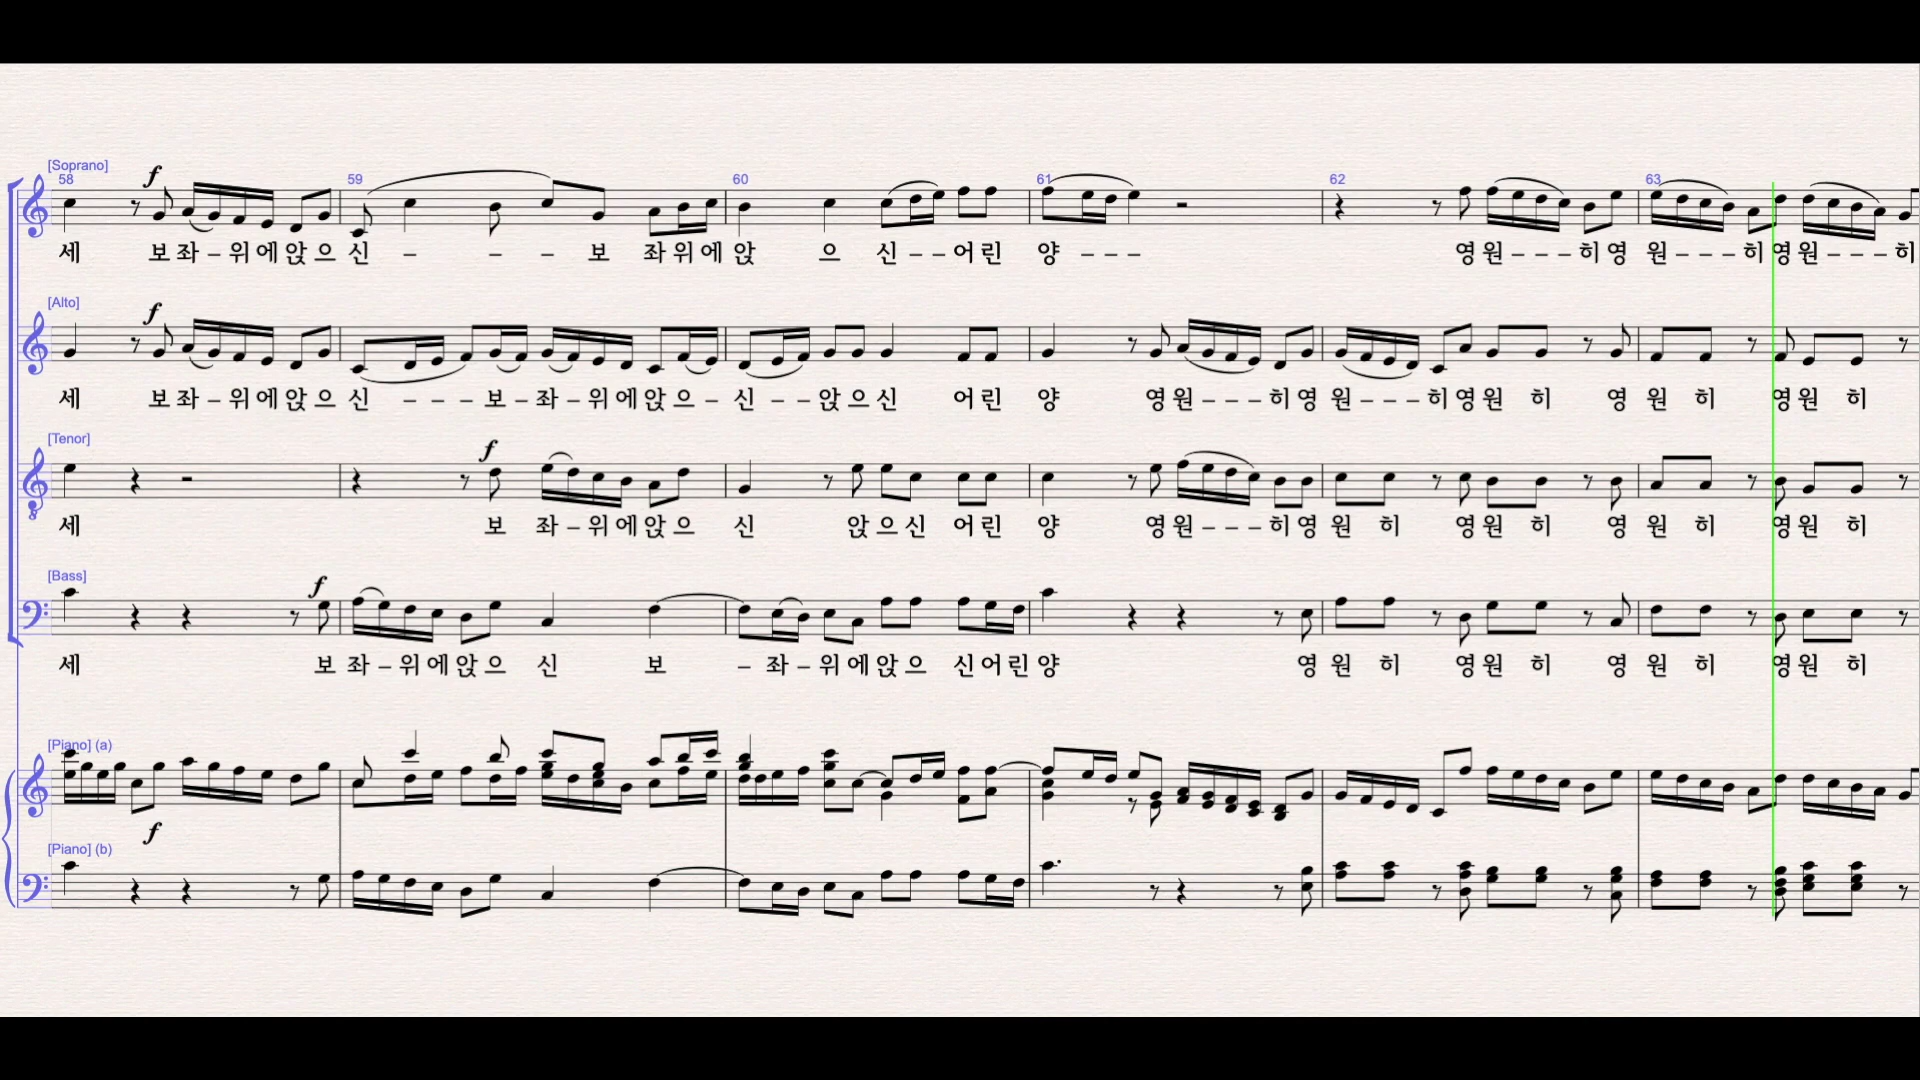 [Soprano]
58 59 60 61 62 63
f
세 보좌–위에앉으 신 – – – 보 좌위에 앉 으 신––어린 양 ––– 영원–––히영 원–––히영원–––히
[Alto]
f
세 보좌–위에앉으 신 –––보–좌–위에앉으–신––앉으신 어린 양 영원–––히영 원–––히영원 히 영 원 히 영원 히
[Tenor]
f
세 보 좌–위에앉으 신 앉으신 어린 양 영원–––히영 원 히 영원 히 영 원 히 영원 히
[Bass]
f
세 보 좌–위에앉으 신 보 –좌–위에앉으 신어린양 영 원 히 영원 히 영 원 히 영원 히
[Piano] (a)
f
[Piano] (b)